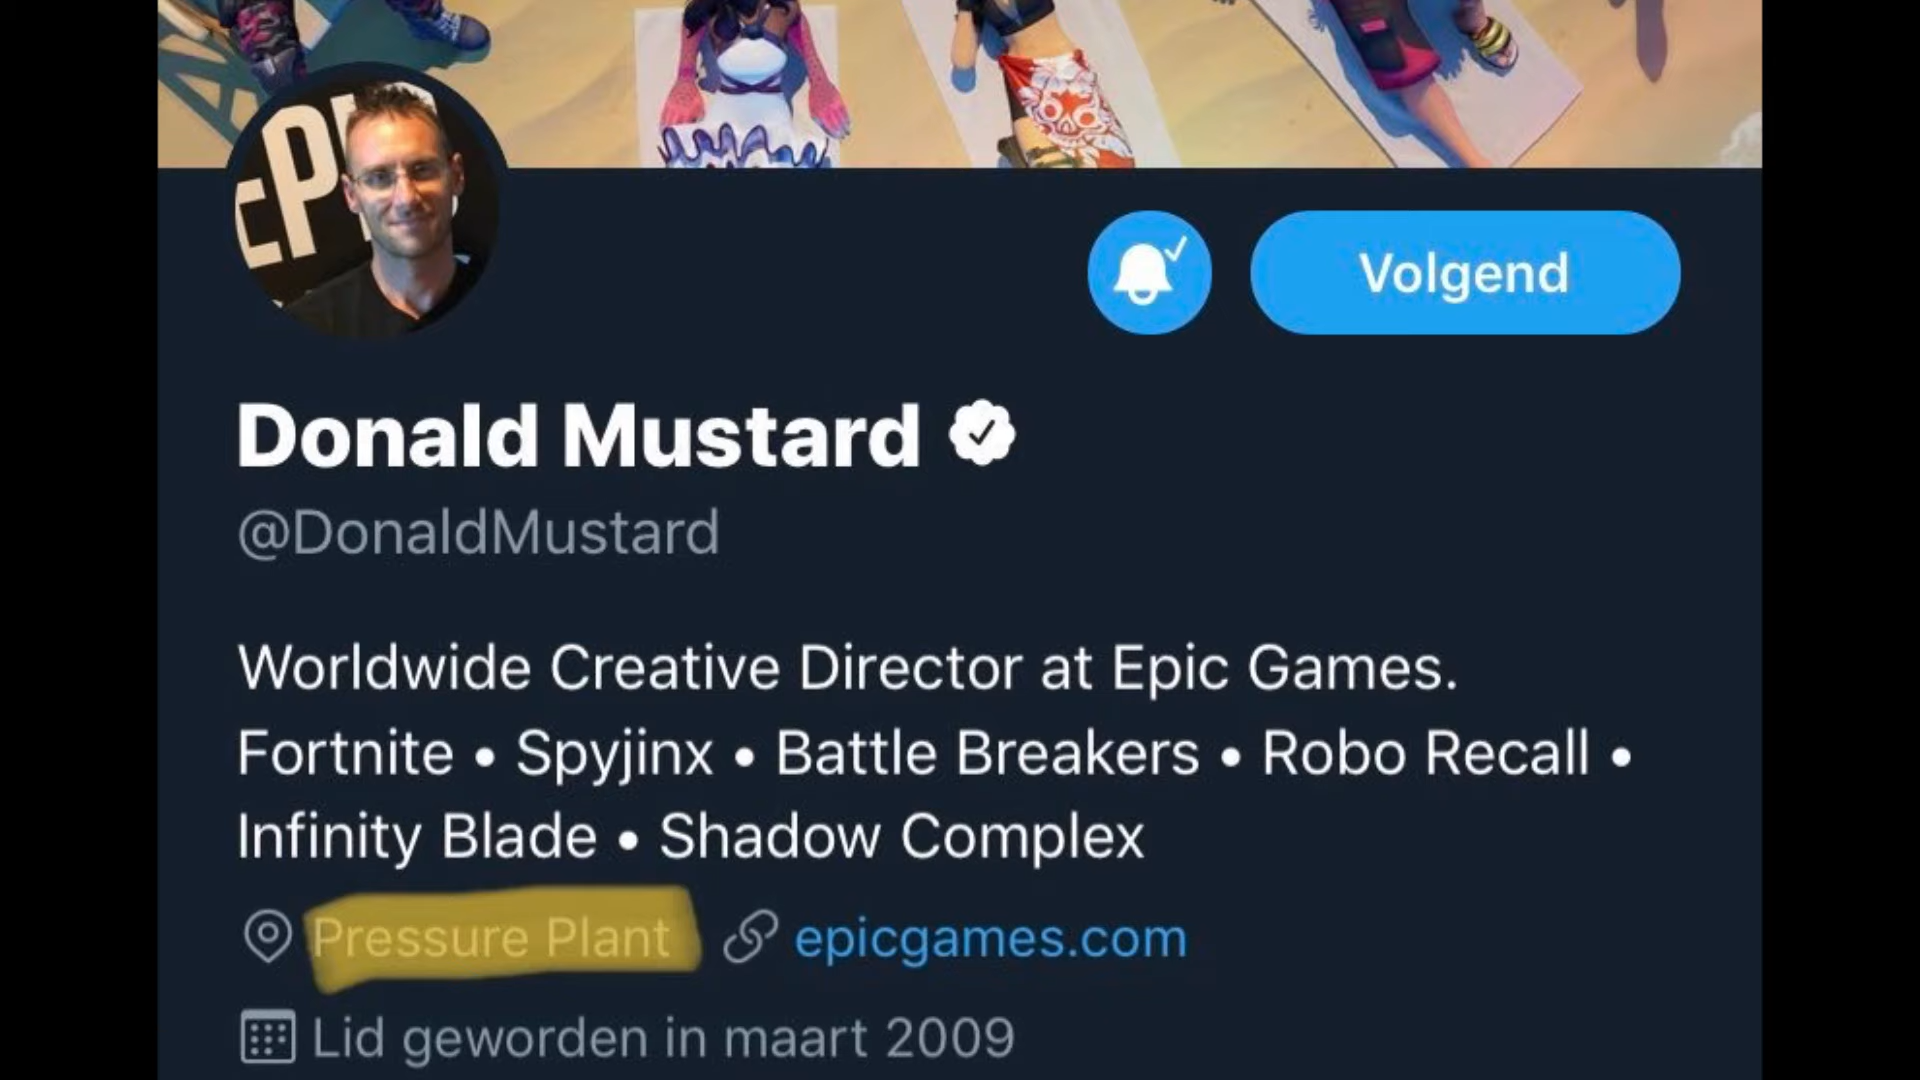 EPI
Volgend
Donald Mustard
@DonaldMustard
Worldwide Creative Director at Epic Games.
Fortnite • Spyjinx • Battle Breakers • Robo Recall •
Infinity Blade • Shadow Complex
Pressure Plant epicgames.com
Lid geworden in maart 2009